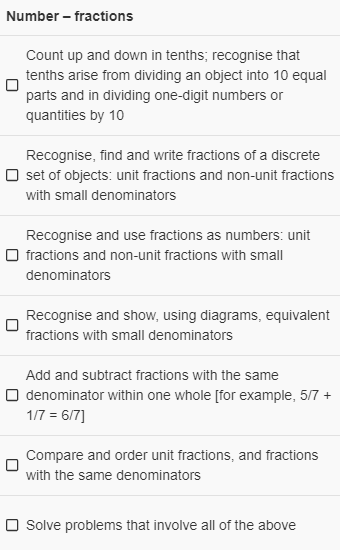 Number – fractions
Count up and down in tenths; recognise that
tenths arise from dividing an object into 10 equal
parts and in dividing one-digit numbers or
quantities by 10
Recognise, find and write fractions of a discrete
set of objects: unit fractions and non-unit fractions
with small denominators
Recognise and use fractions as numbers: unit
fractions and non-unit fractions with small
denominators
Recognise and show, using diagrams, equivalent
fractions with small denominators
Add and subtract fractions with the same
denominator within one whole [for example, 5/7 +
1/7 = 6/7]
Compare and order unit fractions, and fractions
with the same denominators
Solve problems that involve all of the above